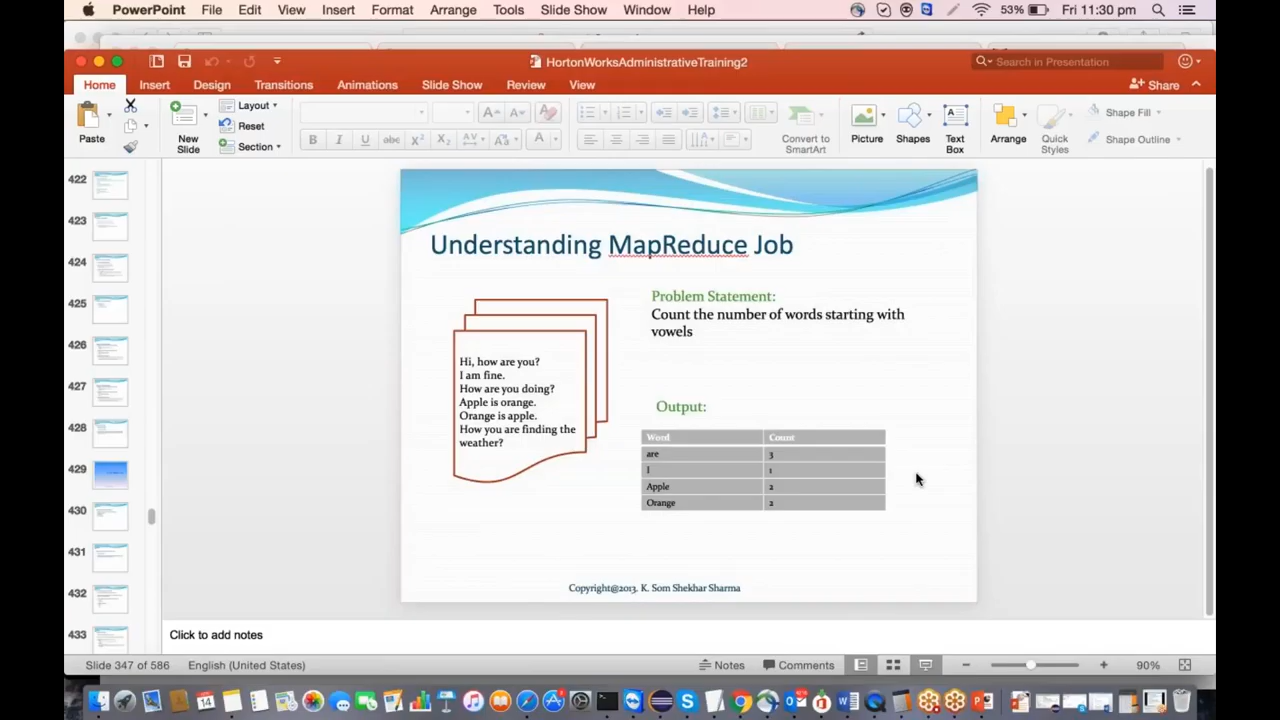 PowerPoint File Edit View Insert Format Arrange Tools Slide Show Window Help 53% Fri 11:30 pm
HortonWorksAdministrativeTraining2 Search in Presentation
Home Insert Design Transitions Animations Slide Show Review View Share
Paste New Slide Layout Reset Section Convert to SmartArt Picture Shapes Text Box Arrange Quick Styles Shape Fill Shape Outline
422
423
424
425
426
427
428
429
430
431
432
433
Understanding MapReduce Job
Hi, how are you?
I am fine.
How are you doing?
Apple is orange.
Orange is apple.
How you are finding the
weather?
Problem Statement:
Count the number of words starting with
vowels
Output:
Word Count
are 3
I 1
Apple 2
Orange 2
Copyright@2013, K. Som Shekhar Sharma
Click to add notes
Slide 347 of 586 English (United States) Notes Comments 90%